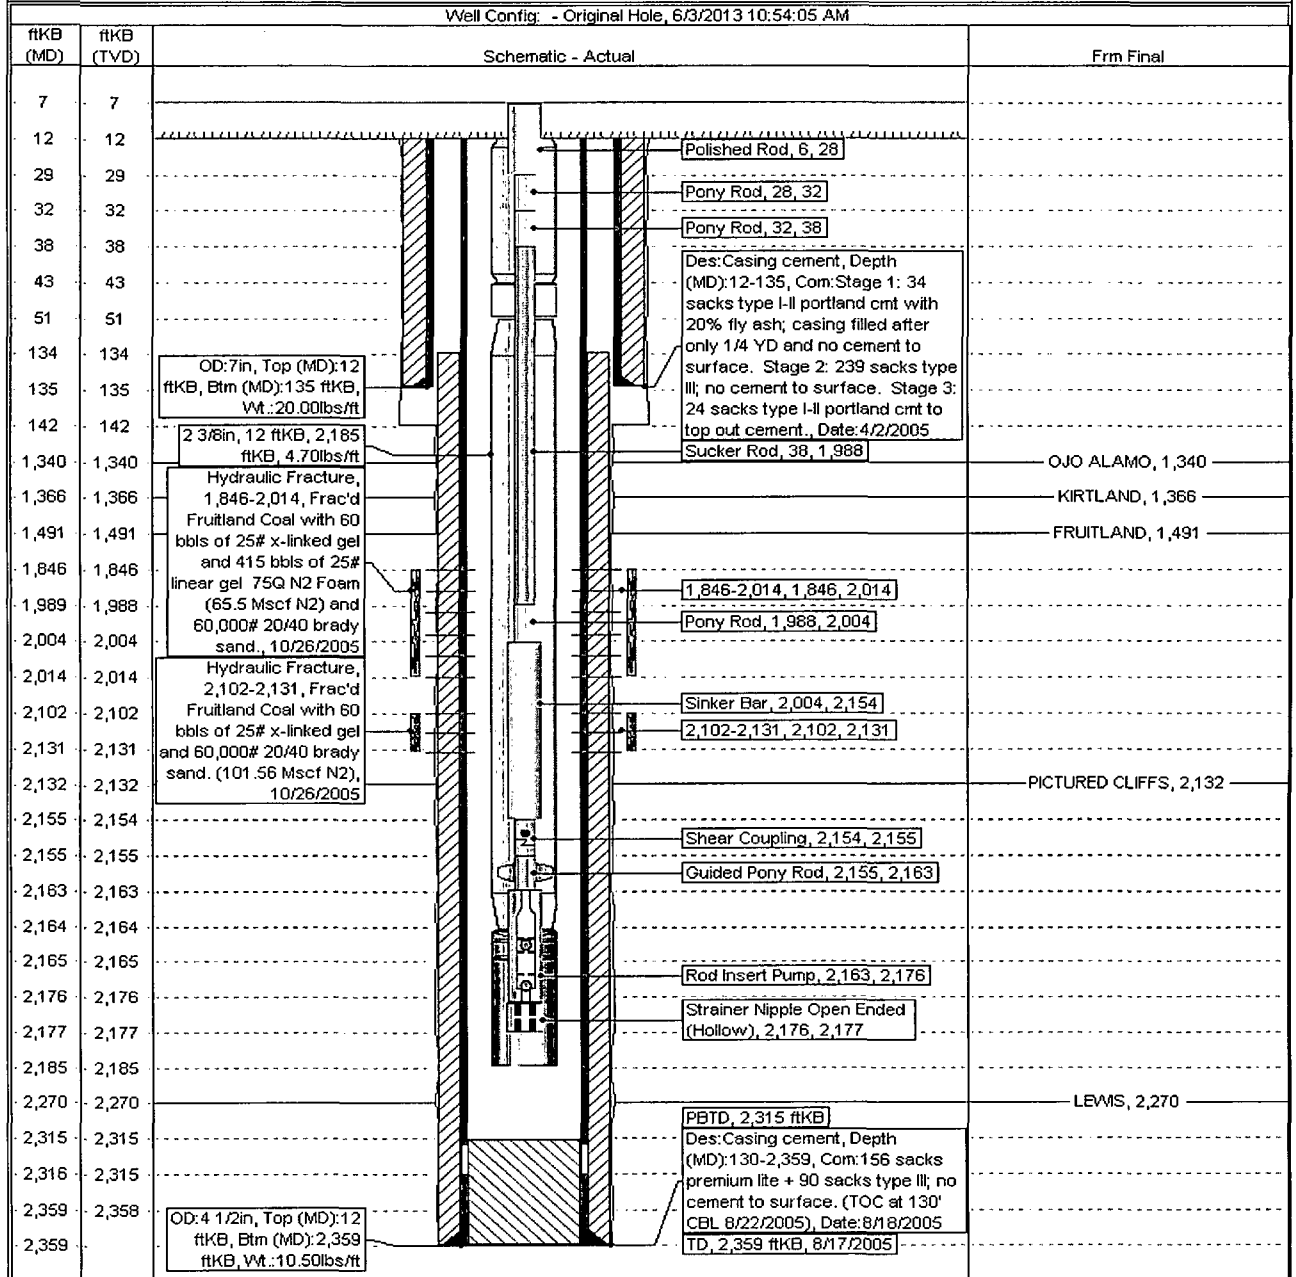 Well Config: - Original Hole, 6/3/2013 10:54:05 AM
ftKB (MD)
ftKB (TVD)
Schematic - Actual
Frm Final
7 7
12 12
29 29
32 32
38 38
43 43
51 51
134 134
135 135
142 142
1,340 1,340
1,366 1,366
1,491 1,491
1,846 1,846
1,989 1,988
2,004 2,004
2,014 2,014
2,102 2,102
2,131 2,131
2,132 2,132
2,155 2,154
2,155 2,155
2,163 2,163
2,164 2,164
2,165 2,165
2,176 2,176
2,177 2,177
2,185 2,185
2,270 2,270
2,315 2,315
2,316 2,315
2,359 2,358
2,359
OD:7in, Top (MD):12
ftKB, Btm (MD):135 ftKB,
Wt.:20.00lbs/ft
2 3/8in, 12 ftKB, 2,185
ftKB, 4.70lbs/ft
Hydraulic Fracture,
1,846-2,014, Frac'd
Fruitland Coal with 60
bbls of 25# x-linked gel
and 415 bbls of 25#
linear gel 75Q N2 Foam
(65.5 Mscf N2) and
60,000# 20/40 brady
sand., 10/26/2005
Hydraulic Fracture,
2,102-2,131, Frac'd
Fruitland Coal with 60
bbls of 25# x-linked gel
and 60,000# 20/40 brady
sand. (101.56 Mscf N2),
10/26/2005
OD:4 1/2in, Top (MD):12
ftKB, Btm (MD):2,359
ftKB, Wt.:10.50lbs/ft
Polished Rod, 6, 28
Pony Rod, 28, 32
Pony Rod, 32, 38
Des:Casing cement, Depth
(MD):12-135, Com:Stage 1: 34
sacks type I-II portland cmt with
20% fly ash; casing filled after
only 1/4 YD and no cement to
surface. Stage 2: 239 sacks type
III; no cement to surface. Stage 3:
24 sacks type I-II portland cmt to
top out cement., Date:4/2/2005
Sucker Rod, 38, 1,988
1,846-2,014, 1,846, 2,014
Pony Rod, 1,988, 2,004
Sinker Bar, 2,004, 2,154
2,102-2,131, 2,102, 2,131
Shear Coupling, 2,154, 2,155
Guided Pony Rod, 2,155, 2,163
Rod Insert Pump, 2,163, 2,176
Strainer Nipple Open Ended
(Hollow), 2,176, 2,177
PBTD, 2,315 ftKB
Des:Casing cement, Depth
(MD):130-2,359, Com:156 sacks
premium lite + 90 sacks type III; no
cement to surface. (TOC at 130'
CBL 8/22/2005), Date:8/18/2005
TD, 2,359 ftKB, 8/17/2005
OJO ALAMO, 1,340
KIRTLAND, 1,366
FRUITLAND, 1,491
PICTURED CLIFFS, 2,132
LEWIS, 2,270